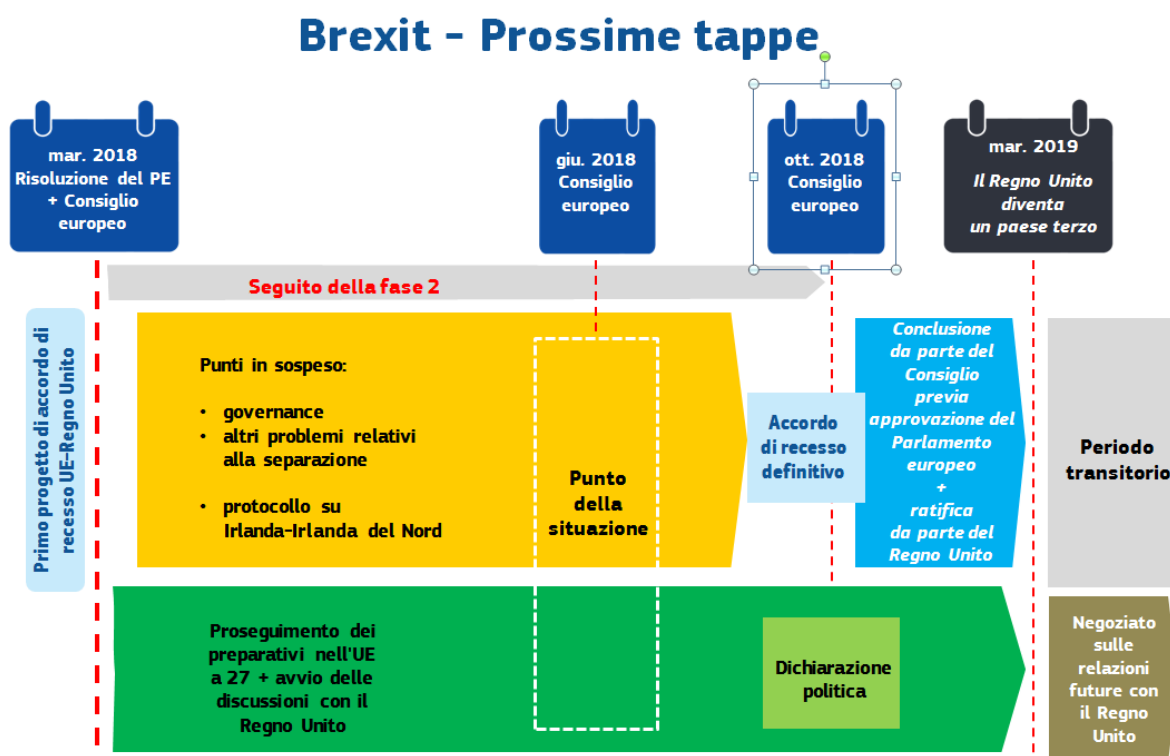 Brexit - Prossime tappe
mar. 2018
Risoluzione del PE
+ Consiglio
europeo
giu. 2018
Consiglio
europeo
ott. 2018
Consiglio
europeo
mar. 2019
Il Regno Unito
diventa
un paese terzo
Seguito della fase 2
Primo progetto di accordo di
recesso UE-Regno Unito
Punti in sospeso:
• governance
• altri problemi relativi
alla separazione
• protocollo su
Irlanda-Irlanda del Nord
Punto
della
situazione
Accordo
di recesso
definitivo
Conclusione
da parte del
Consiglio
previa
approvazione del
Parlamento
europeo
+
ratifica
da parte del
Regno Unito
Periodo
transitorio
Proseguimento dei
preparativi nell'UE
a 27 + avvio delle
discussioni con il
Regno Unito
Dichiarazione
politica
Negoziato
sulle
relazioni
future con
il Regno
Unito